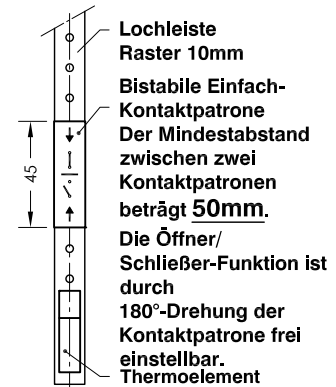 Lochleiste
Raster 10mm
Bistabile Einfach-
Kontaktpatrone
Der Mindestabstand
zwischen zwei
Kontaktpatronen
beträgt 50mm.
45
Die Öffner/
Schließer-Funktion ist
durch
180°-Drehung der
Kontaktpatrone frei
einstellbar.
Thermoelement